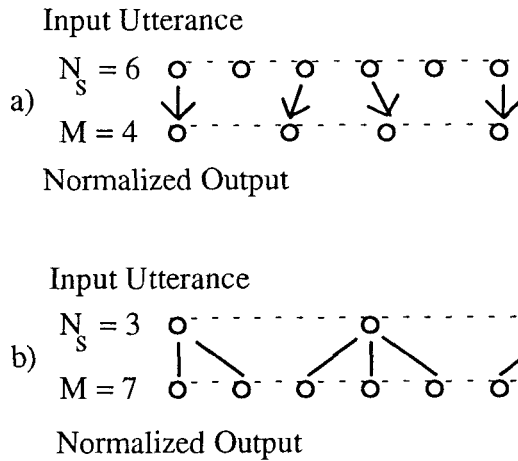 Input Utterance
N_s = 6
a)
M = 4
Normalized Output
Input Utterance
N_s = 3
b)
M = 7
Normalized Output